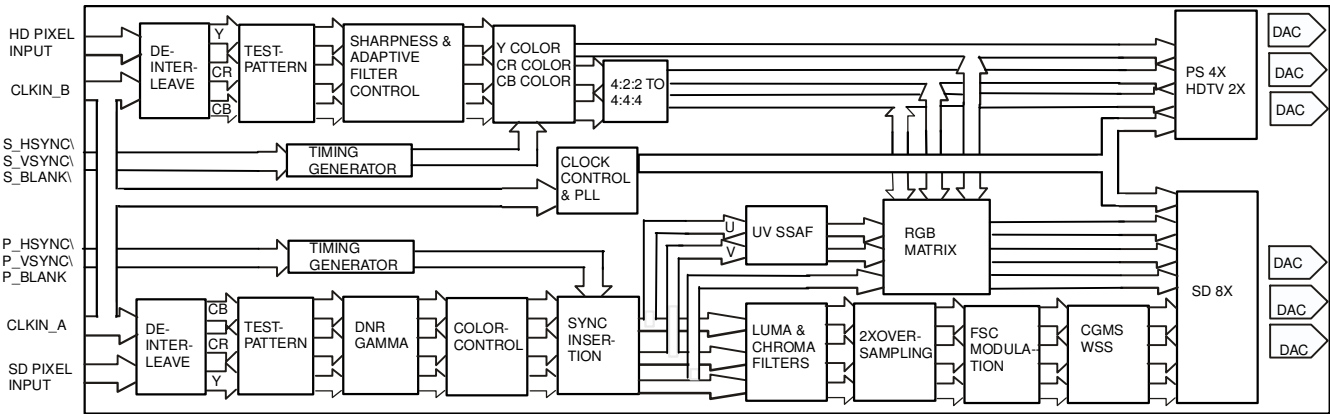 HD PIXEL
INPUT
CLKIN_B
S_HSYNC\
S_VSYNC\
S_BLANK\
P_HSYNC\
P_VSYNC\
P_BLANK
CLKIN_A
SD PIXEL
INPUT
DE-
INTER-
LEAVE
Y
CR
CB
TEST-
PATTERN
SHARPNESS &
ADAPTIVE
FILTER
CONTROL
Y COLOR
CR COLOR
CB COLOR
4:2:2 TO
4:4:4
PS 4X
HDTV 2X
DAC
DAC
DAC
TIMING
GENERATOR
CLOCK
CONTROL
& PLL
TIMING
GENERATOR
U
V
UV SSAF
RGB
MATRIX
SD 8X
DAC
DAC
DAC
DE-
INTER-
LEAVE
CB
CR
Y
TEST-
PATTERN
DNR
GAMMA
COLOR-
CONTROL
SYNC
INSER-
TION
LUMA &
CHROMA
FILTERS
2XOVER-
SAMPLING
FSC
MODULA-
TION
CGMS
WSS